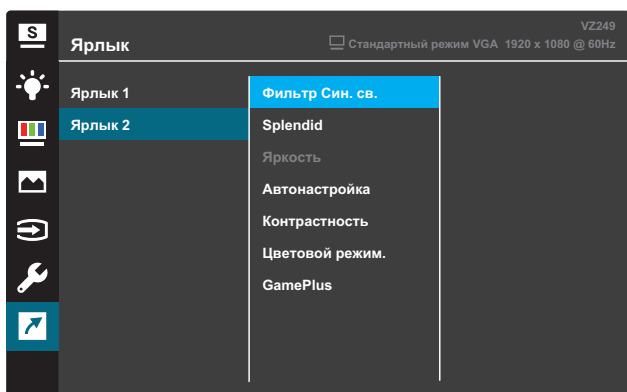 S
VZ249
Ярлык
Стандартный режим VGA 1920 x 1080 @ 60Hz
Ярлык 1
Ярлык 2
Фильтр Син. св.
Splendid
Яркость
Автонастройка
Контрастность
Цветовой режим.
GamePlus